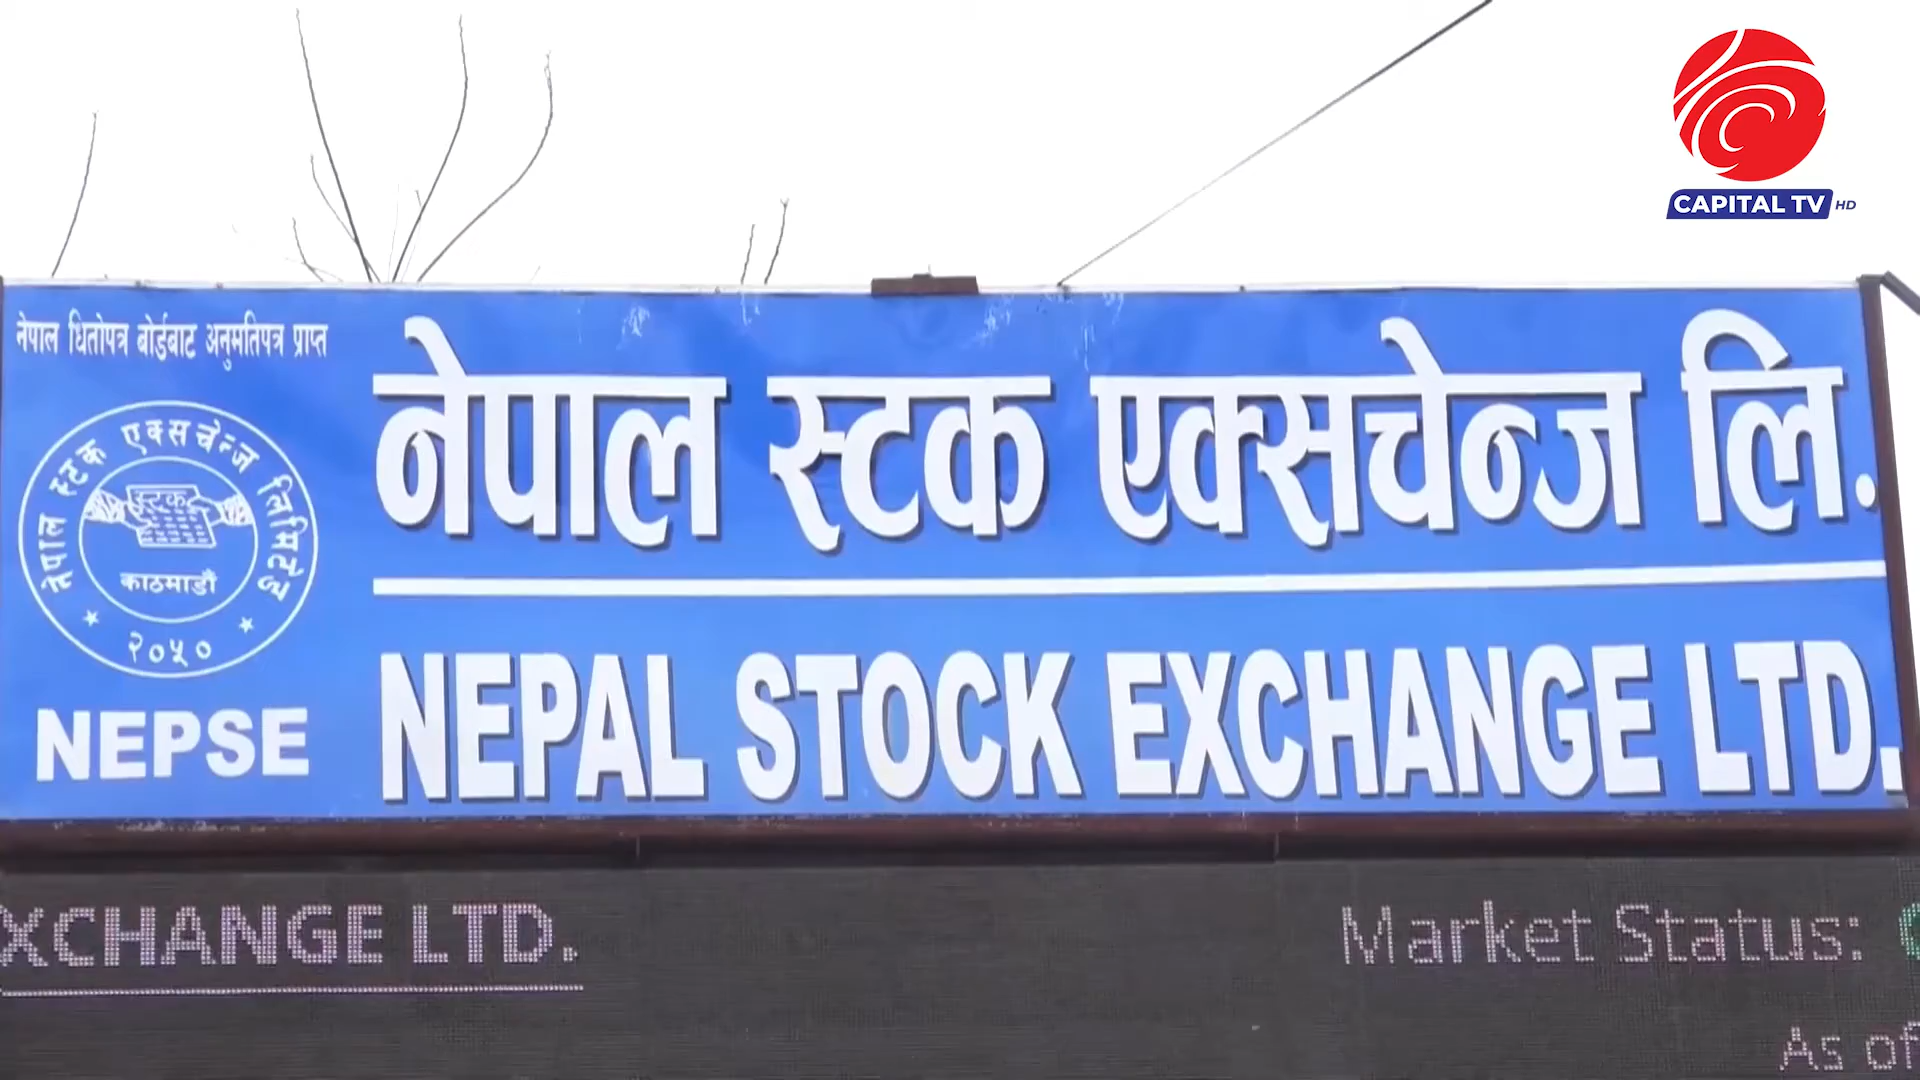 CAPITAL TV HD
नेपाल धितोपत्र बोर्डबाट अनुमतिपत्र प्राप्त
नेपाल स्टक एक्सचेन्ज लिमिटेड
स्टक
काठमाडौं
२०५०
NEPSE
नेपाल स्टक एक्सचेन्ज लि.
NEPAL STOCK EXCHANGE LTD.
XCHANGE LTD.
Market Status:
As of